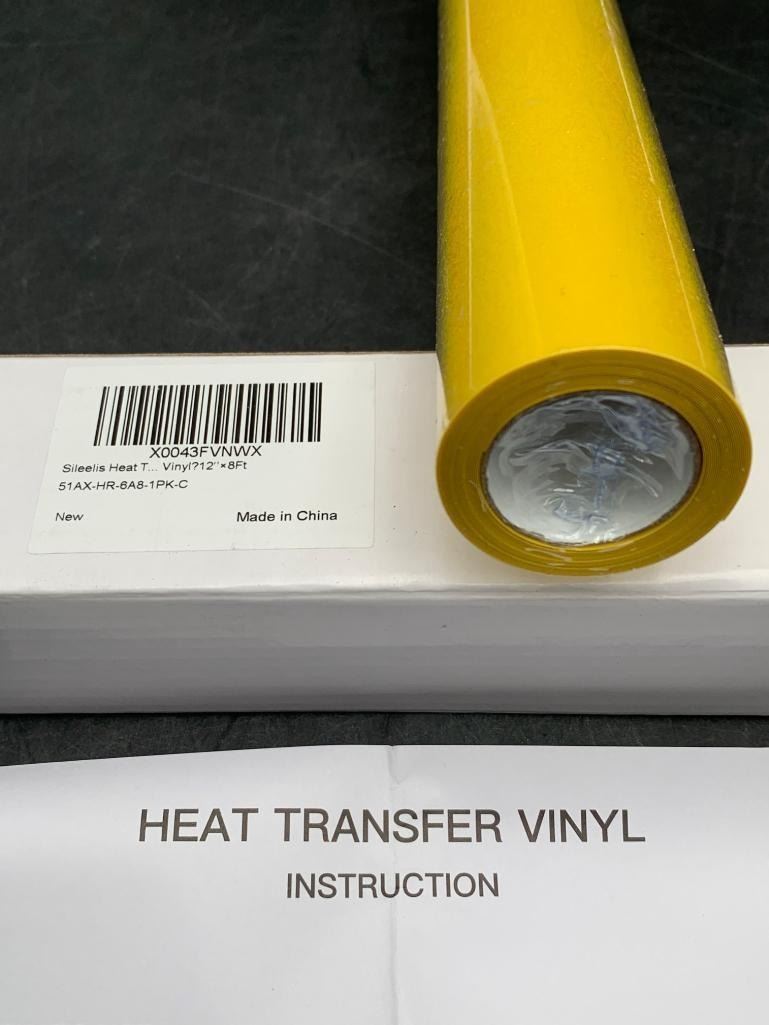 X0043FVNWX
Sileelis Heat T... Vinyl?12''×8Ft
51AX-HR-6A8-1PK-C
New Made in China
HEAT TRANSFER VINYL
INSTRUCTION